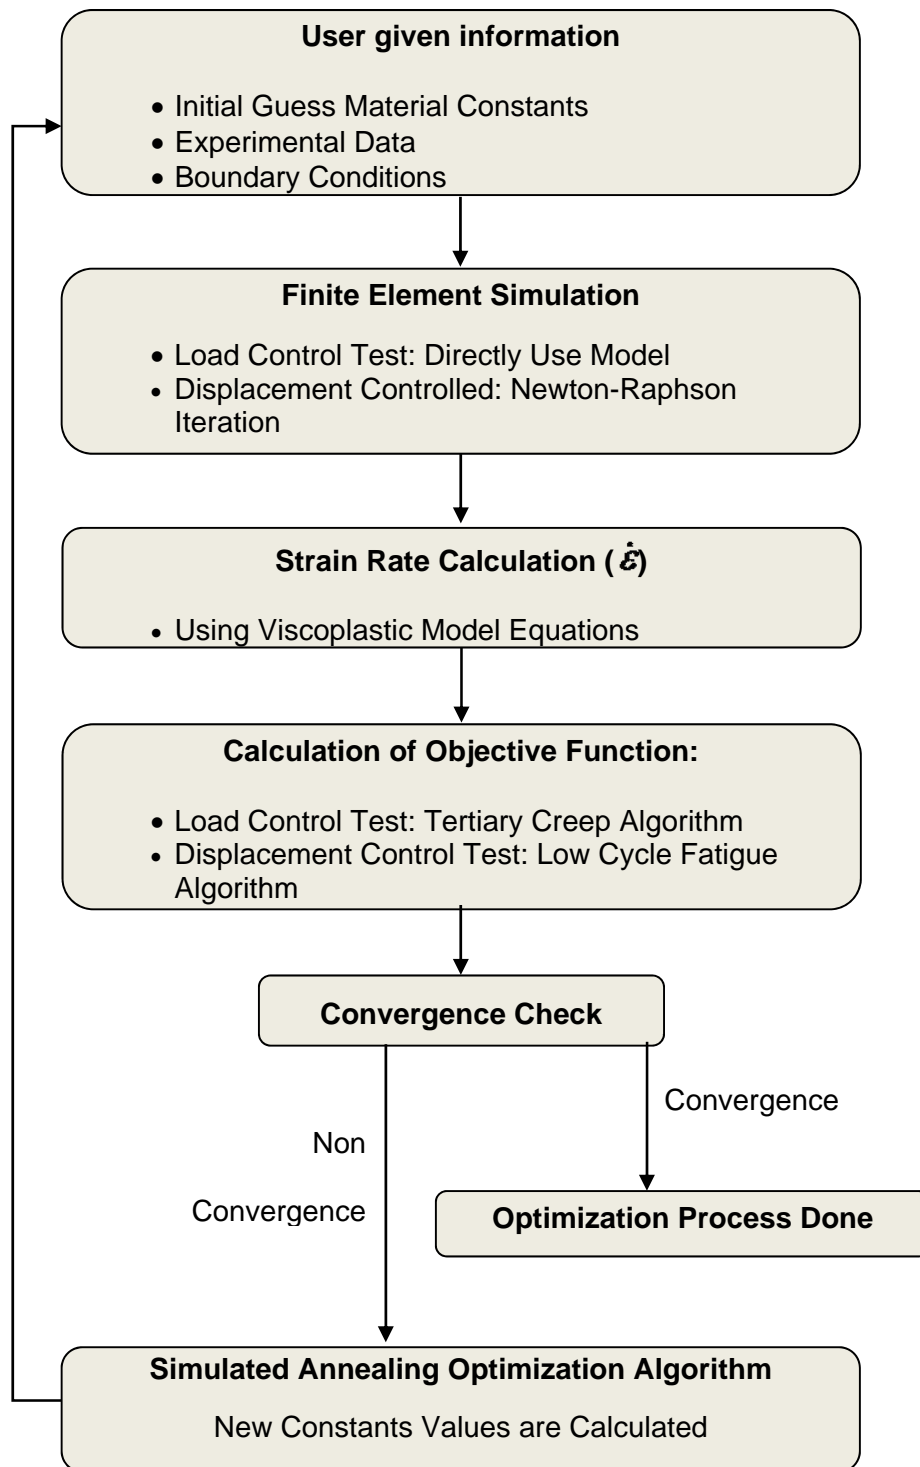 User given information
• Initial Guess Material Constants
• Experimental Data
• Boundary Conditions
Finite Element Simulation
• Load Control Test: Directly Use Model
• Displacement Controlled: Newton-Raphson
Iteration
Strain Rate Calculation ( ε̇)
• Using Viscoplastic Model Equations
Calculation of Objective Function:
• Load Control Test: Tertiary Creep Algorithm
• Displacement Control Test: Low Cycle Fatigue
Algorithm
Convergence Check
Convergence
Non
Convergence
Optimization Process Done
Simulated Annealing Optimization Algorithm
New Constants Values are Calculated